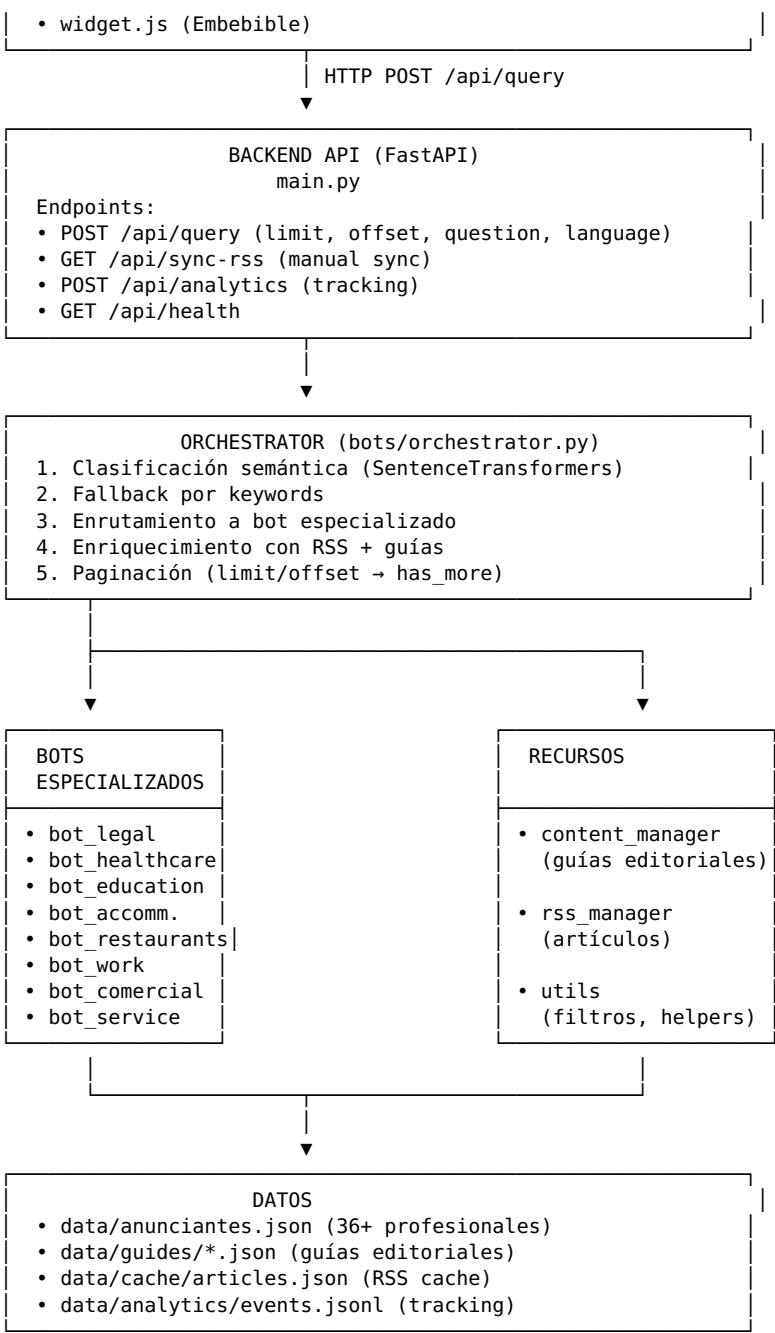 • widget.js (Embebible)
HTTP POST /api/query
▼
BACKEND API (FastAPI)
main.py
Endpoints:
• POST /api/query (limit, offset, question, language)
• GET /api/sync-rss (manual sync)
• POST /api/analytics (tracking)
• GET /api/health
▼
ORCHESTRATOR (bots/orchestrator.py)
1. Clasificación semántica (SentenceTransformers)
2. Fallback por keywords
3. Enrutamiento a bot especializado
4. Enriquecimiento con RSS + guías
5. Paginación (limit/offset → has_more)
▼ ▼
BOTS
ESPECIALIZADOS
• bot_legal
• bot_healthcare
• bot_education
• bot_accomm.
• bot_restaurants
• bot_work
• bot_comercial
• bot_service
RECURSOS
• content_manager
(guías editoriales)
• rss_manager
(artículos)
• utils
(filtros, helpers)
▼
DATOS
• data/anunciantes.json (36+ profesionales)
• data/guides/*.json (guías editoriales)
• data/cache/articles.json (RSS cache)
• data/analytics/events.jsonl (tracking)